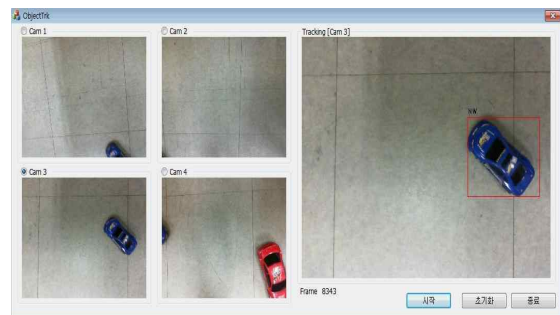 ObjectTrk
Cam 1
Cam 2
Tracking [Cam 3]
NW
Cam 3
Cam 4
Frame 8343
시작
초기화
종료